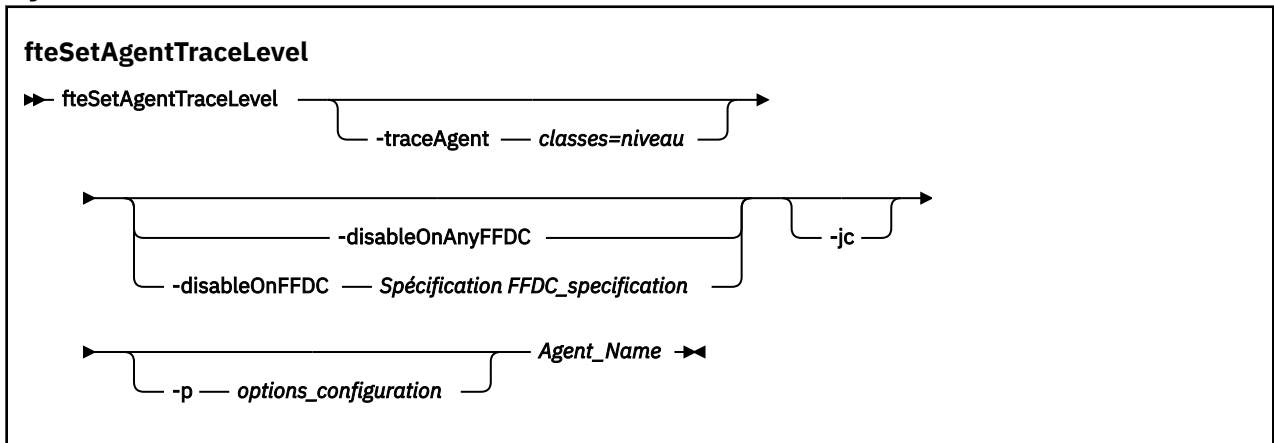 fteSetAgentTraceLevel
fteSetAgentTraceLevel
-traceAgent classes=niveau
-disableOnAnyFFDC
-jc
-disableOnFFDC Spécification FFDC_specification
Agent_Name
-p options_configuration